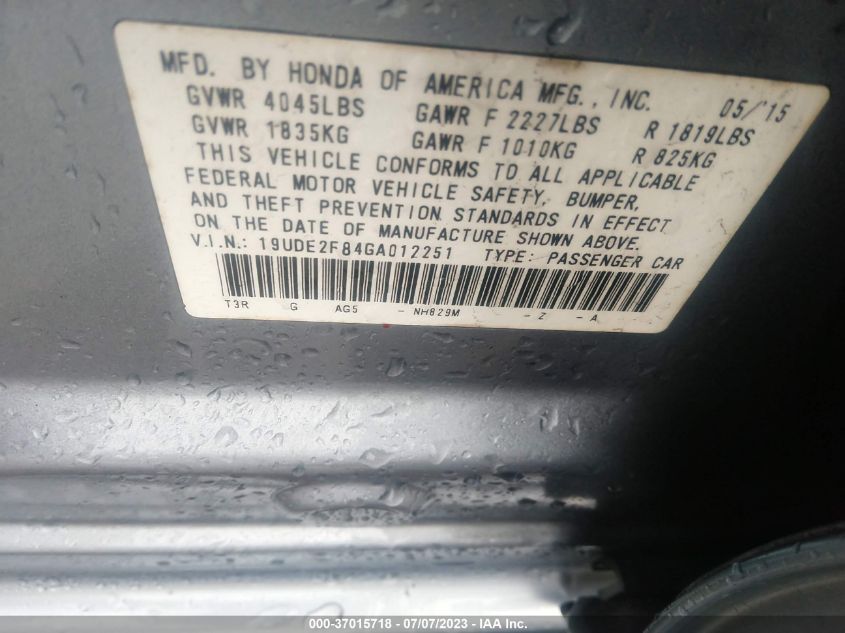 MFD. BY HONDA OF AMERICA MFG., INC. 05/'15
GVWR 4045LBS GAWR F 2227LBS R 1819LBS
GVWR 1835KG GAWR F 1010KG R 825KG
THIS VEHICLE CONFORMS TO ALL APPLICABLE
FEDERAL MOTOR VEHICLE SAFETY, BUMPER,
AND THEFT PREVENTION STANDARDS IN EFFECT
ON THE DATE OF MANUFACTURE SHOWN ABOVE.
V.I.N.: 19UDE2F84GA012251 TYPE: PASSENGER CAR
T3R G AG5 - NH829M - Z - A
000-37015718 - 07/07/2023 - IAA Inc.